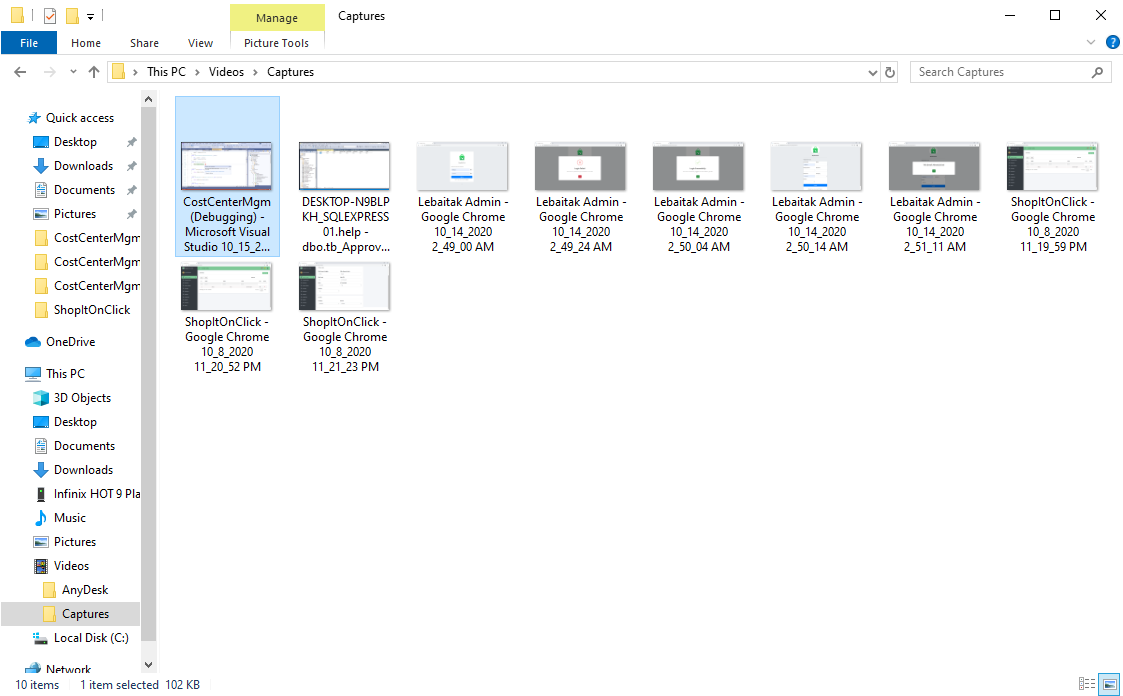 Manage
Captures
File
Home
Share
View
Picture Tools
This PC
Videos
Captures
Search Captures
Quick access
Desktop
Downloads
Documents
Pictures
CostCenterMgm
CostCenterMgm
CostCenterMgm
ShopItOnClick
OneDrive
This PC
3D Objects
Desktop
Documents
Downloads
Infinix HOT 9 Pla
Music
Pictures
Videos
AnyDesk
Captures
Local Disk (C:)
Network
CostCenterMgm
(Debugging) -
Microsoft Visual
Studio 10_15_2...
DESKTOP-N9BLP
KH_SQLEXPRESS
01.help -
dbo.tb_Approv...
Lebaitak Admin -
Google Chrome
10_14_2020
2_49_00 AM
Lebaitak Admin -
Google Chrome
10_14_2020
2_49_24 AM
Lebaitak Admin -
Google Chrome
10_14_2020
2_50_04 AM
Lebaitak Admin -
Google Chrome
10_14_2020
2_50_14 AM
Lebaitak Admin -
Google Chrome
10_14_2020
2_51_11 AM
ShopItOnClick -
Google Chrome
10_8_2020
11_19_59 PM
ShopItOnClick -
Google Chrome
10_8_2020
11_20_52 PM
ShopItOnClick -
Google Chrome
10_8_2020
11_21_23 PM
10 items
1 item selected 102 KB